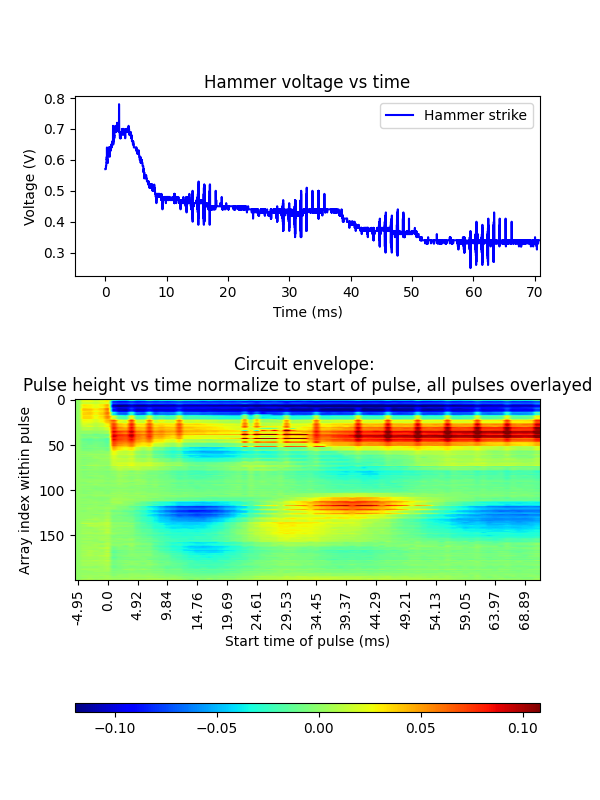 Hammer voltage vs time
0.8
0.7
0.6
0.5
0.4
0.3
Voltage (V)
Hammer strike
0 10 20 30 40 50 60 70
Time (ms)
Circuit envelope:
Pulse height vs time normalize to start of pulse, all pulses overlayed
0
50
100
150
Array index within pulse
-4.95 0.0 4.92 9.84 14.76 19.69 24.61 29.53 34.45 39.37 44.29 49.21 54.13 59.05 63.97 68.89
Start time of pulse (ms)
−0.10 −0.05 0.00 0.05 0.10